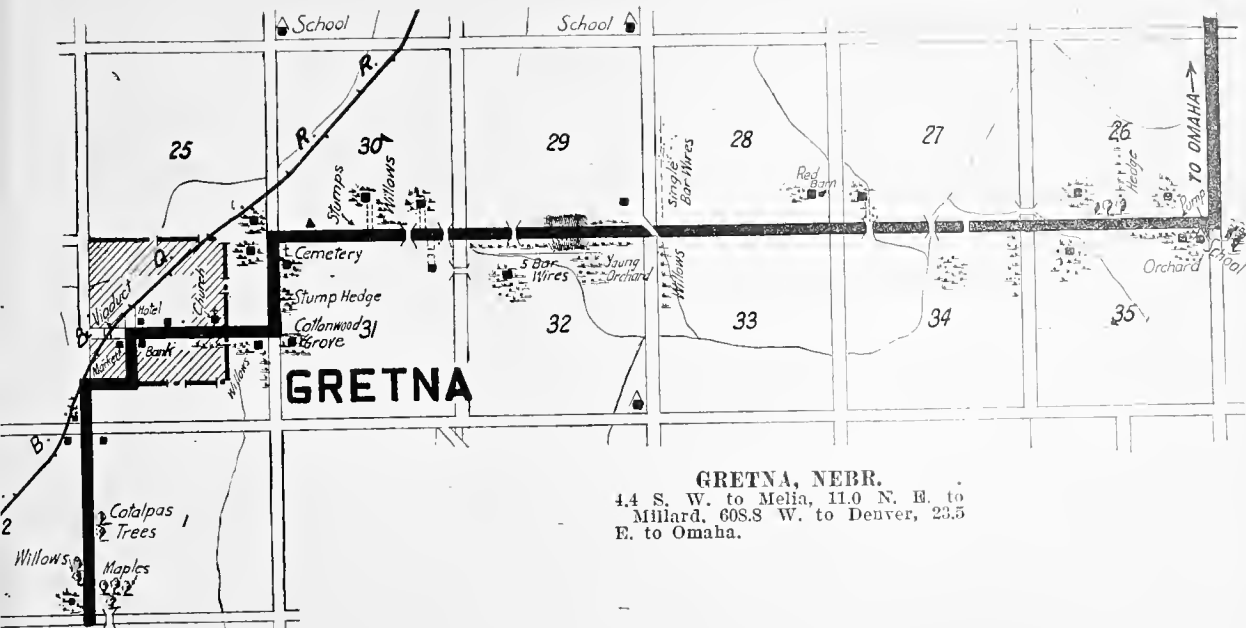 School
School
R.
R.
Q.
&
B.
TO OMAHA
25
30
29
28
27
26
Stumps
Willows
Single Bar Wires
Red Barn
Hedge
Pump
School
Orchard
Cemetery
5 Bar Wires
Young Orchard
Willows
Stump Hedge
Viaduct
Hotel
Church
Market
Bank
Willows
Cottonwood Grove
31
32
33
34
35
GRETNA
2
1
Catalpas
Trees
Willows
Maples
GRETNA, NEBR.
4.4 S. W. to Melia, 11.0 N. E. to
Millard, 608.8 W. to Denver, 23.5
E. to Omaha.